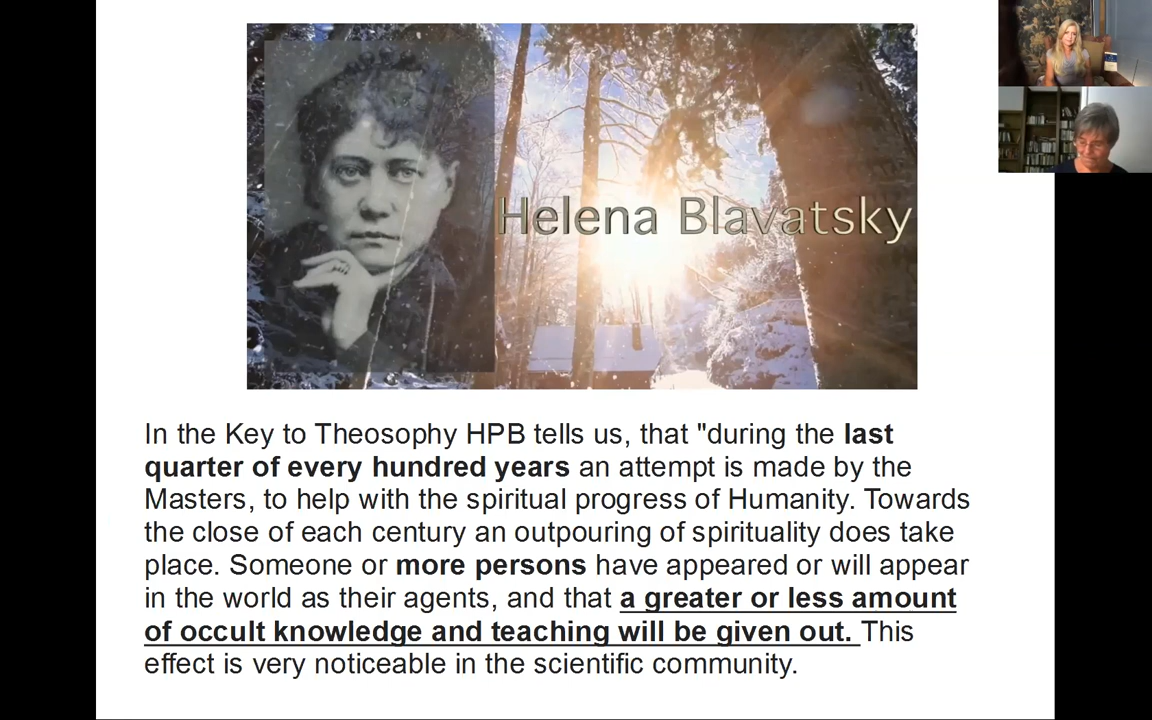 Helena Blavatsky
In the Key to Theosophy HPB tells us, that "during the last
quarter of every hundred years an attempt is made by the
Masters, to help with the spiritual progress of Humanity. Towards
the close of each century an outpouring of spirituality does take
place. Someone or more persons have appeared or will appear
in the world as their agents, and that a greater or less amount
of occult knowledge and teaching will be given out. This
effect is very noticeable in the scientific community.